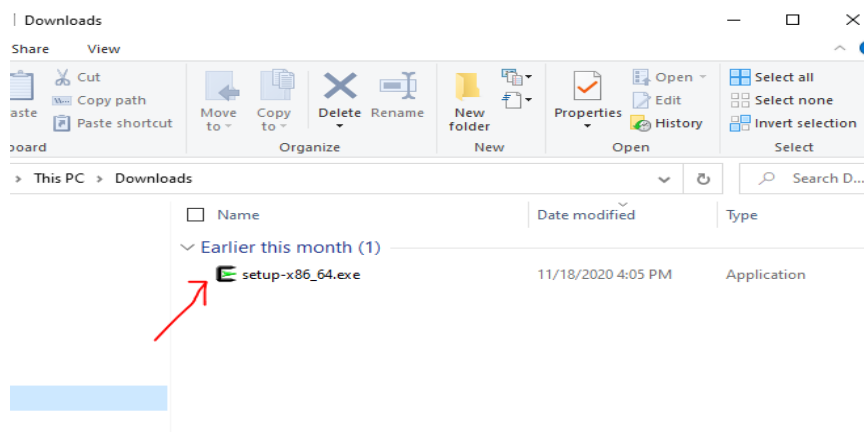 Downloads
Share View
Cut
Copy path
aste Paste shortcut
board
Move to
Copy to
Delete
Rename
Organize
New folder
New
Properties
Open
Edit
History
Open
Select all
Select none
Invert selection
Select
> This PC > Downloads
Search D...
Name Date modified Type
Earlier this month (1)
setup-x86_64.exe 11/18/2020 4:05 PM Application